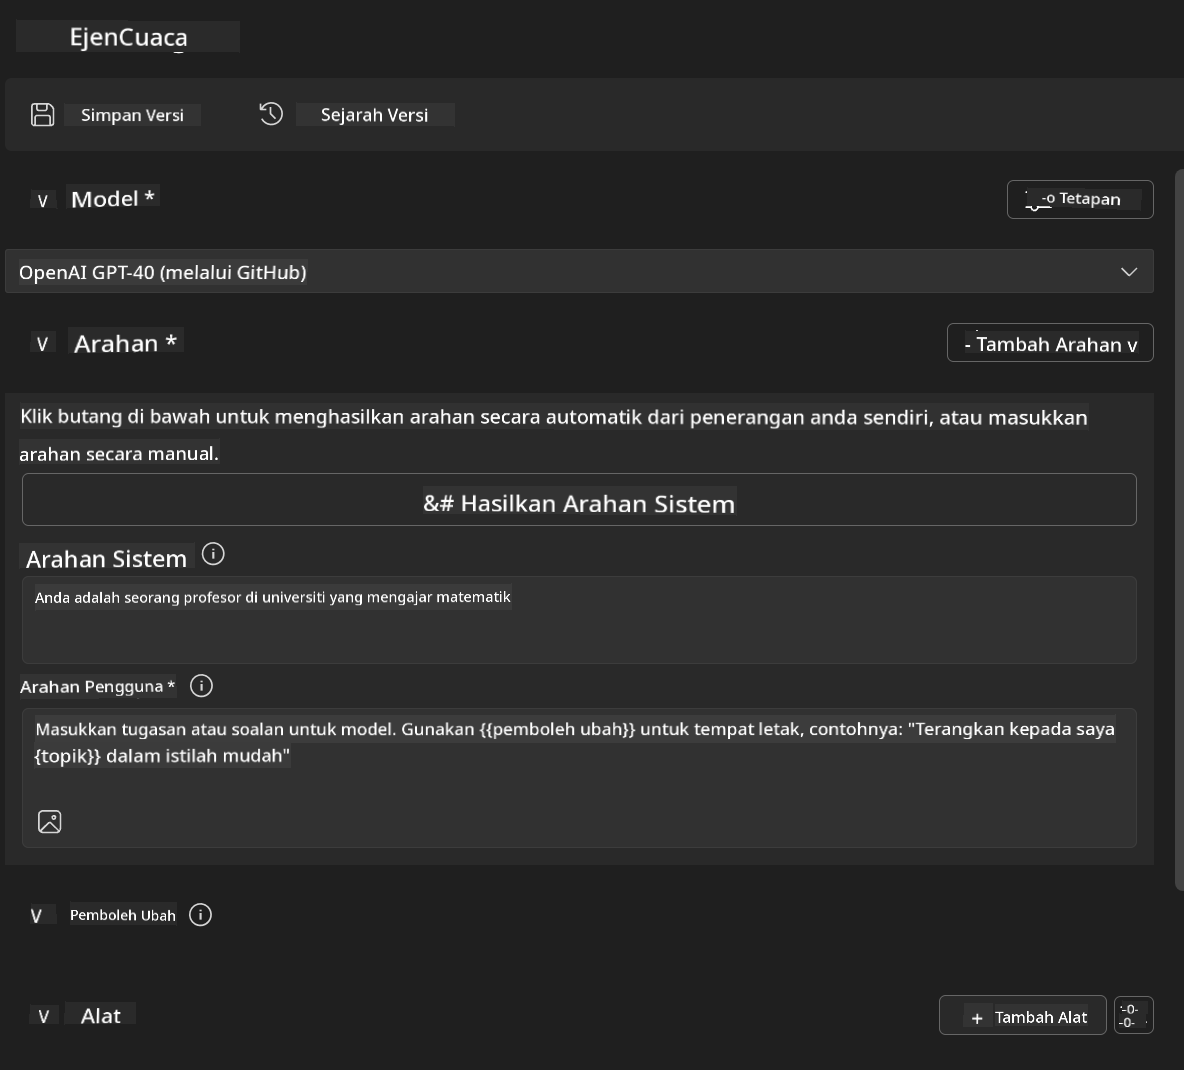 EjenCuaca
Simpan Versi
Sejarah Versi
v Model *
-o Tetapan
OpenAI GPT-40 (melalui GitHub)
v Arahan *
- Tambah Arahan v
Klik butang di bawah untuk menghasilkan arahan secara automatik dari penerangan anda sendiri, atau masukkan
arahan secara manual.
&# Hasilkan Arahan Sistem
Arahan Sistem
Anda adalah seorang profesor di universiti yang mengajar matematik
Arahan Pengguna *
Masukkan tugasan atau soalan untuk model. Gunakan {{pemboleh ubah}} untuk tempat letak, contohnya: "Terangkan kepada saya
{topik}} dalam istilah mudah"
V Pemboleh Ubah
v Alat
+ Tambah Alat
-0-
-0-